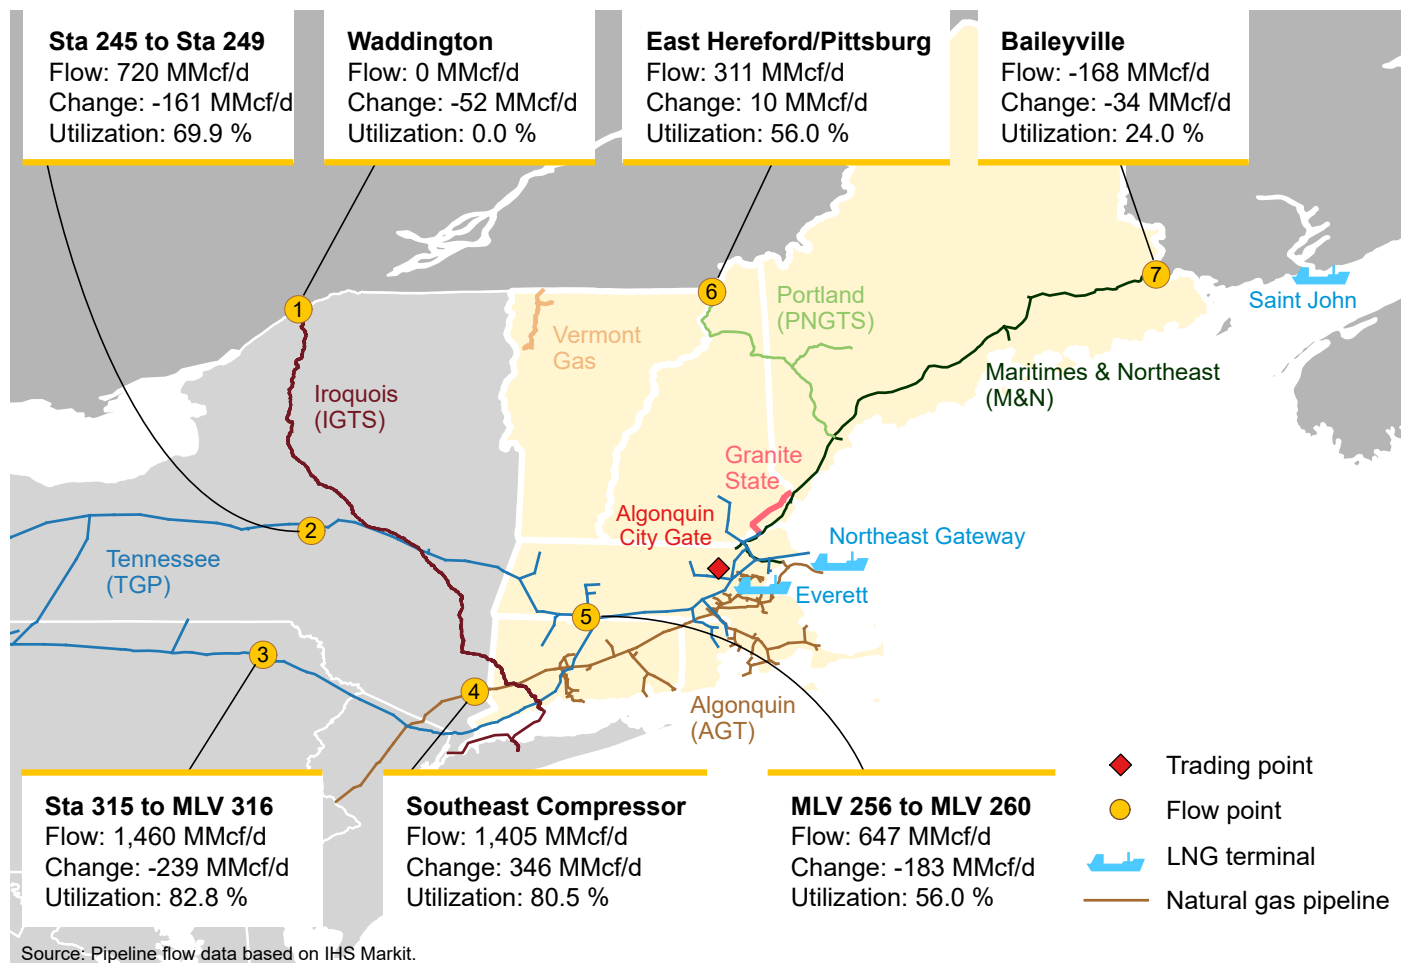 Sta 245 to Sta 249
Flow: 720 MMcf/d
Change: -161 MMcf/d
Utilization: 69.9 %
Waddington
Flow: 0 MMcf/d
Change: -52 MMcf/d
Utilization: 0.0 %
East Hereford/Pittsburg
Flow: 311 MMcf/d
Change: 10 MMcf/d
Utilization: 56.0 %
Baileyville
Flow: -168 MMcf/d
Change: -34 MMcf/d
Utilization: 24.0 %
1
6
7
Saint John
Portland
(PNGTS)
Vermont
Gas
Maritimes & Northeast
(M&N)
Iroquois
(IGTS)
Granite
State
Algonquin
City Gate
2
Northeast Gateway
Tennessee
(TGP)
Everett
5
3
4
Algonquin
(AGT)
Sta 315 to MLV 316
Flow: 1,460 MMcf/d
Change: -239 MMcf/d
Utilization: 82.8 %
Southeast Compressor
Flow: 1,405 MMcf/d
Change: 346 MMcf/d
Utilization: 80.5 %
MLV 256 to MLV 260
Flow: 647 MMcf/d
Change: -183 MMcf/d
Utilization: 56.0 %
Trading point
Flow point
LNG terminal
Natural gas pipeline
Source: Pipeline flow data based on IHS Markit.